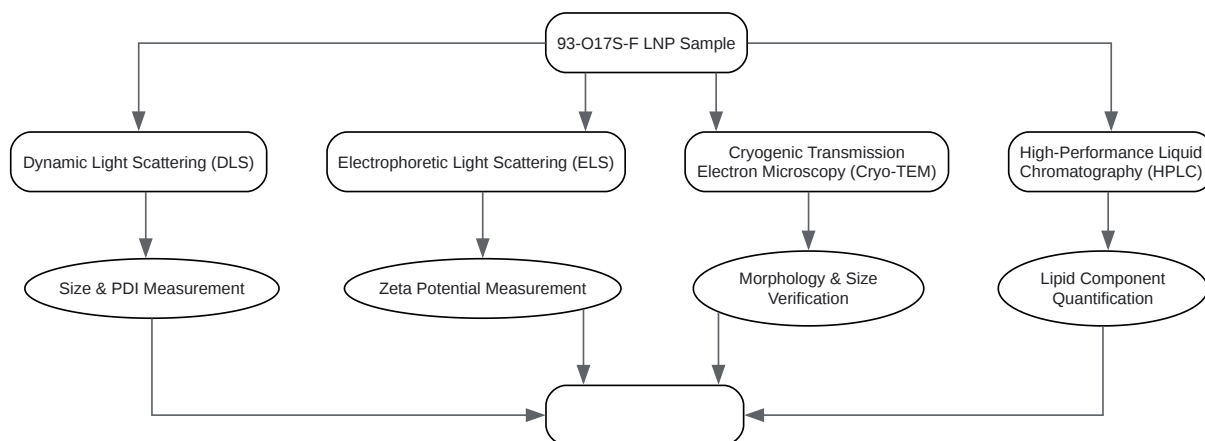 93-O17S-F LNP Sample
Dynamic Light Scattering (DLS)
Electrophoretic Light Scattering (ELS)
Cryogenic Transmission
Electron Microscopy (Cryo-TEM)
High-Performance Liquid
Chromatography (HPLC)
Size & PDI Measurement
Zeta Potential Measurement
Morphology & Size
Verification
Lipid Component
Quantification